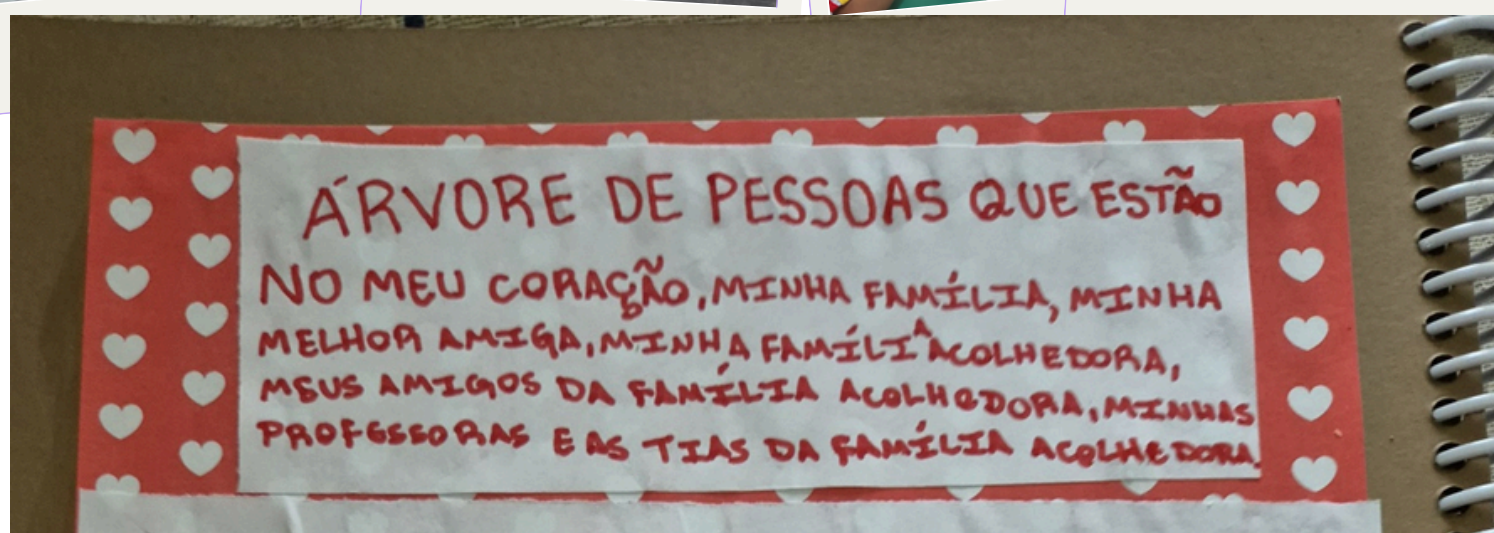 ÁRVORE DE PESSOAS QUE ESTÃO
NO MEU CORAÇÃO, MINHA FAMÍLIA, MINHA
MELHOR AMIGA, MINHA FAMÍLIA ACOLHEDORA,
MEUS AMIGOS DA FAMÍLIA ACOLHEDORA, MINHAS
PROFESSORAS E AS TIAS DA FAMÍLIA ACOLHEDORA.